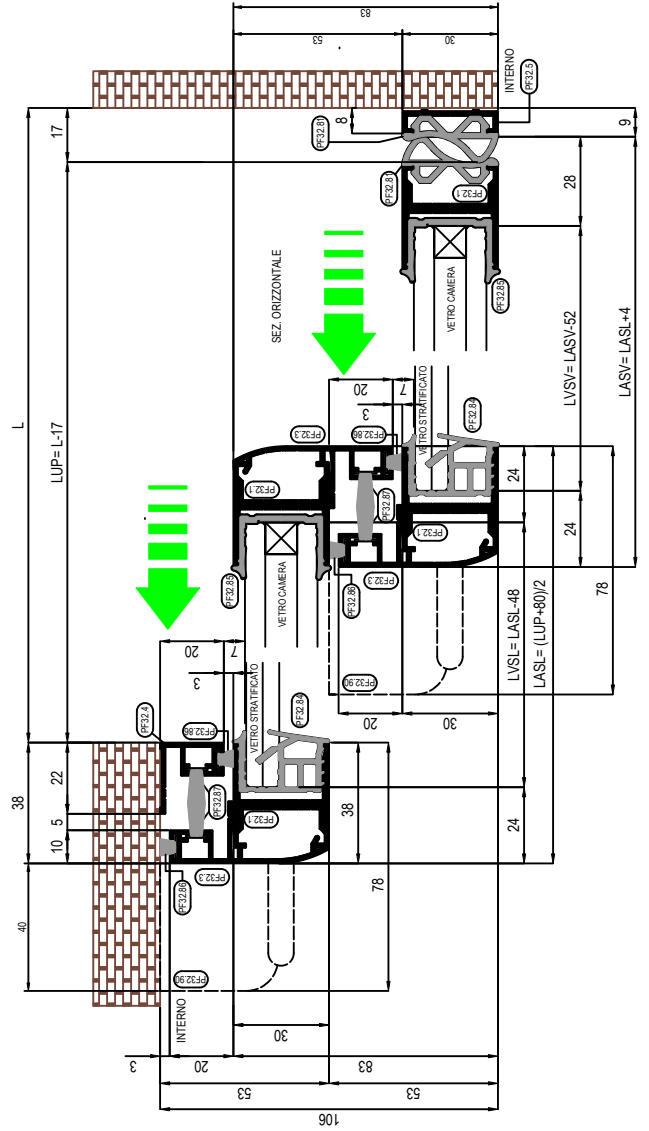 83
53
30
INTERNO
PF32.5
17
PF32.81
8
9
PF32.81
PF32.1
28
L
LUP= L-17
SEZ. ORIZZONTALE
VETRO CAMERA
PF32.85
LVSV= LASV-52
LASV= LASL+4
20
7
3
VETRO STRATIFICATO
PF32.84
PF32.3
PF32.86
PF32.1
PF32.87
24
24
PF32.1
PF32.85
PF32.86
PF32.3
78
VETRO CAMERA
LVSL= LASL-48
LASL= (LUP+80)/2
20
7
3
PF32.90
20
30
VETRO STRATIFICATO
PF32.84
PF32.4
PF32.86
38
22
5
10
PF32.87
PF32.1
38
24
PF32.3
PF32.86
78
40
PF32.90
INTERNO
30
3
20
83
53
53
106